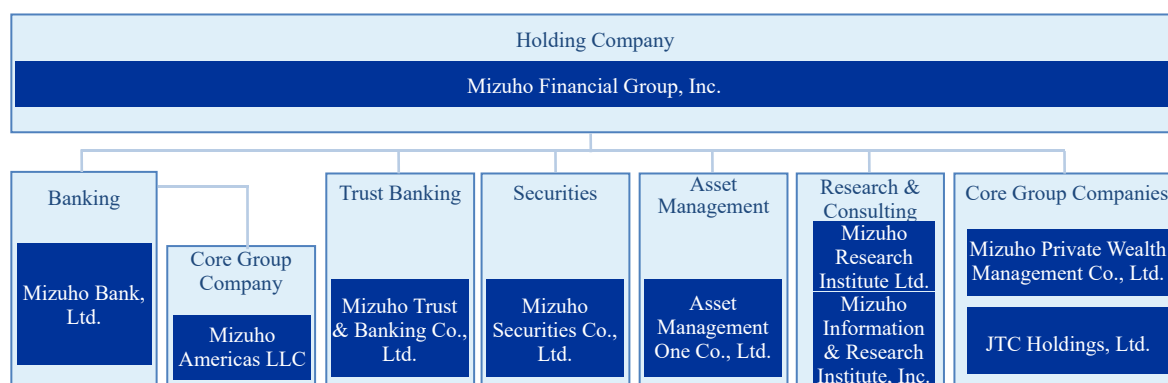 Holding Company
Mizuho Financial Group, Inc.
Banking
Mizuho Bank,
Ltd.
Core Group
Company
Mizuho
Americas LLC
Trust Banking
Mizuho Trust
& Banking Co.,
Ltd.
Securities
Mizuho
Securities Co.,
Ltd.
Asset
Management
Asset
Management
One Co., Ltd.
Research &
Consulting
Mizuho
Research
Institute Ltd.
Mizuho
Information
& Research
Institute, Inc.
Core Group Companies
Mizuho Private Wealth
Management Co., Ltd.
JTC Holdings, Ltd.